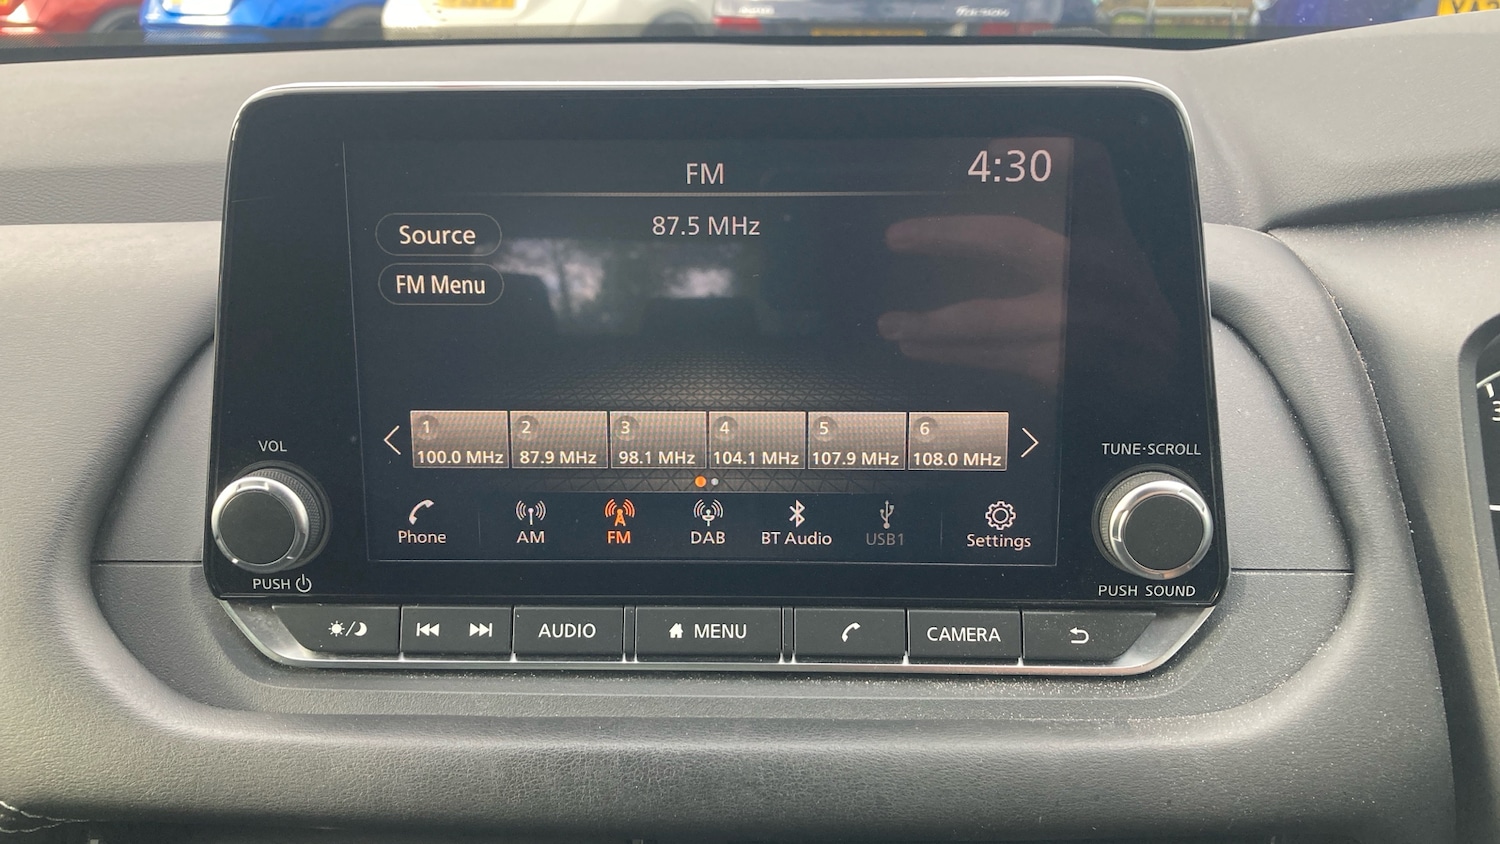 FM
4:30
87.5 MHz
Source
FM Menu
1 2 3 4 5 6
100.0 MHz 87.9 MHz 98.1 MHz 104.1 MHz 107.9 MHz 108.0 MHz
VOL
TUNE·SCROLL
Phone AM FM DAB BT Audio USB1 Settings
PUSH
PUSH SOUND
AUDIO MENU CAMERA